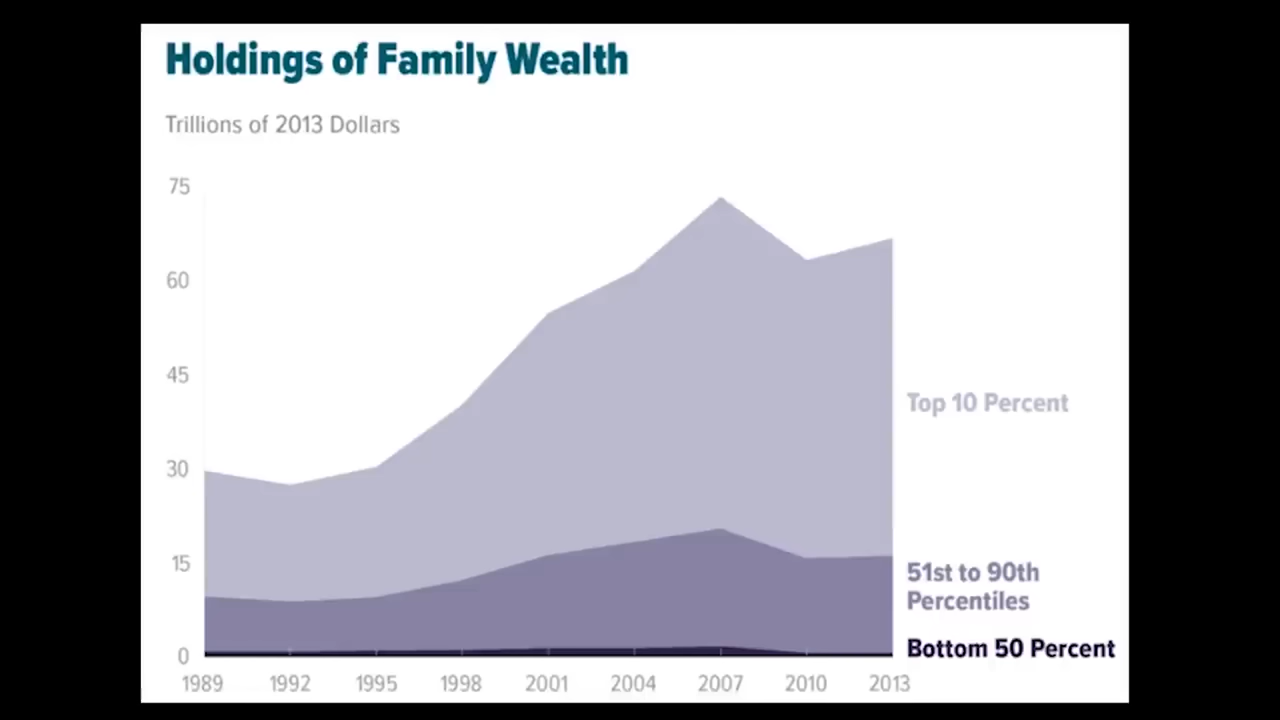 Holdings of Family Wealth
Trillions of 2013 Dollars
75
60
45
30
15
0
Top 10 Percent
51st to 90th
Percentiles
Bottom 50 Percent
1989 1992 1995 1998 2001 2004 2007 2010 2013